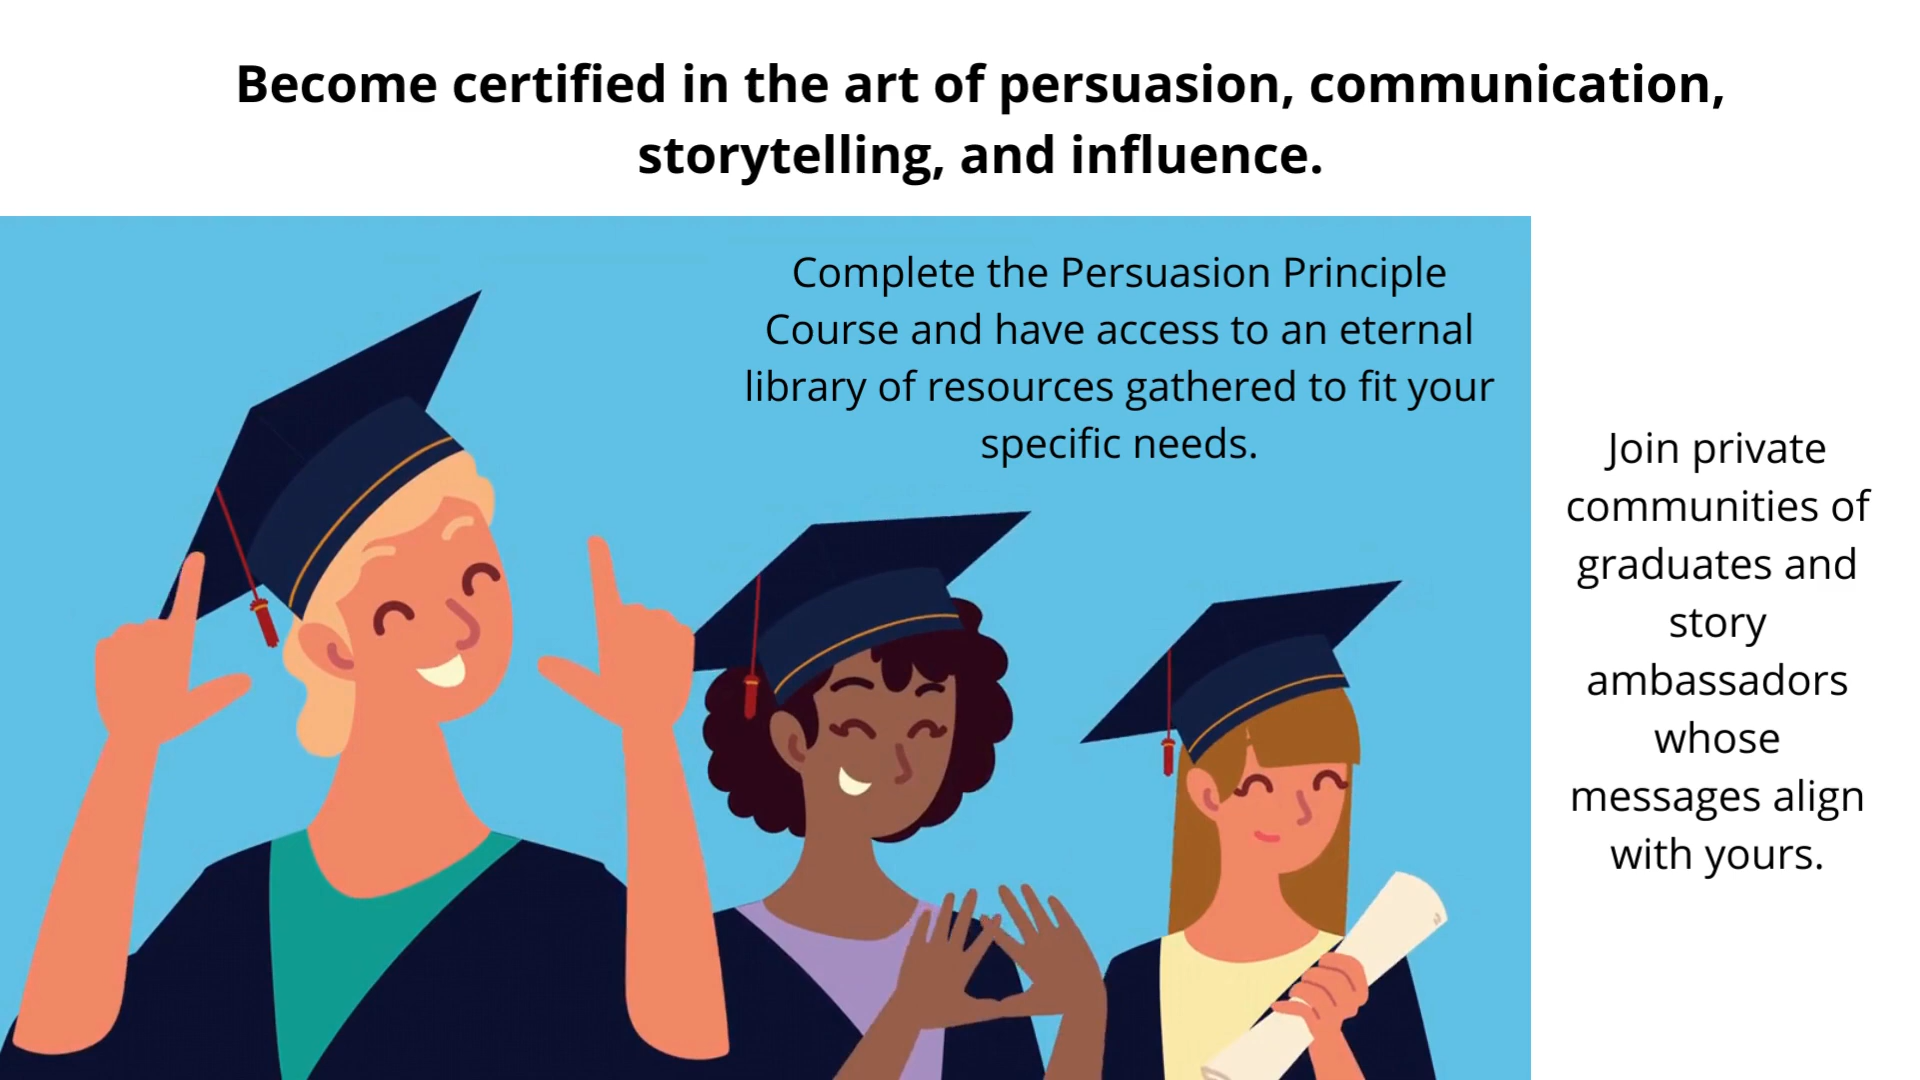 Become certified in the art of persuasion, communication,
storytelling, and influence.
Complete the Persuasion Principle
Course and have access to an eternal
library of resources gathered to fit your
specific needs.
Join private
communities of
graduates and
story
ambassadors
whose
messages align
with yours.